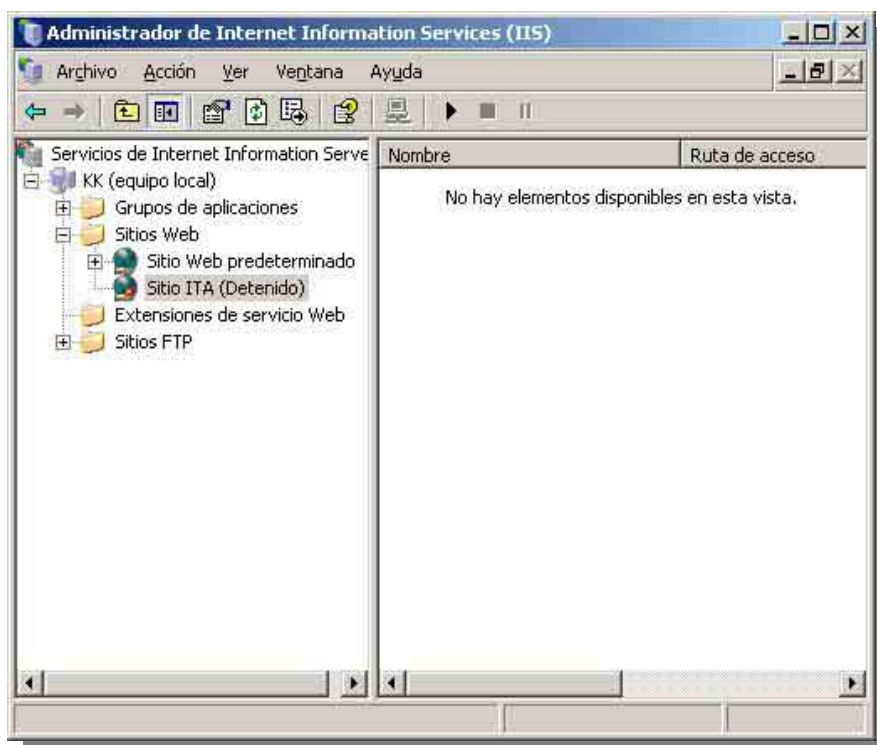 Administrador de Internet Information Services (IIS)
Archivo Acción Ver Ventana Ayuda
Servicios de Internet Information Serve
KK (equipo local)
Grupos de aplicaciones
Sitios Web
Sitio Web predeterminado
Sitio ITA (Detenido)
Extensiones de servicio Web
Sitios FTP
Nombre Ruta de acceso
No hay elementos disponibles en esta vista.